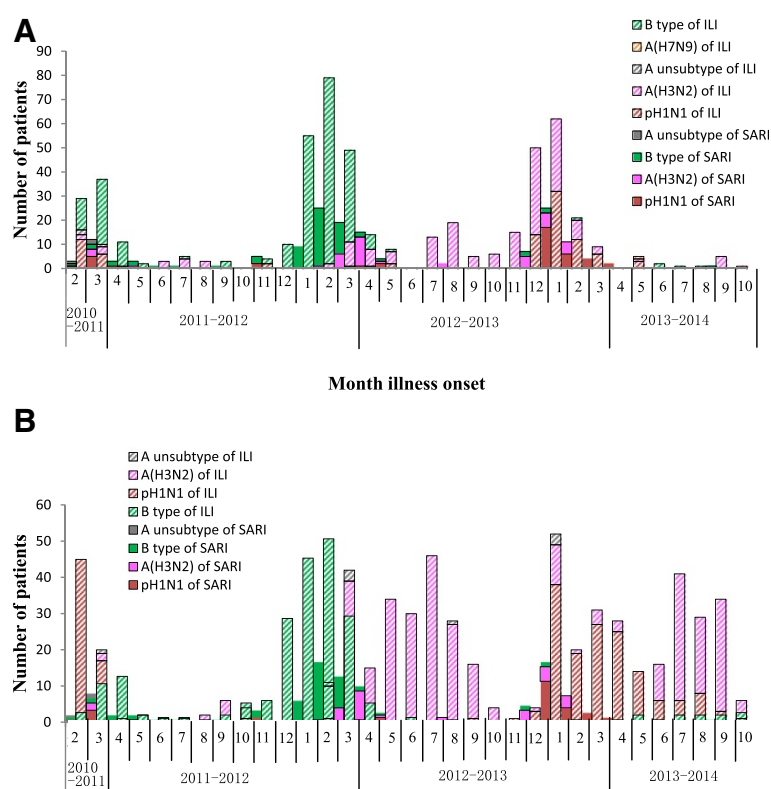 A
Number of patients
90
80
70
60
50
40
30
20
10
0
B type of ILI
A(H7N9) of ILI
A unsubtype of ILI
A(H3N2) of ILI
pH1N1 of ILI
A unsubtype of SARI
B type of SARI
A(H3N2) of SARI
pH1N1 of SARI
2 3 4 5 6 7 8 9 10 11 12 1 2 3 4 5 6 7 8 9 10 11 12 1 2 3 4 5 6 7 8 9 10
2010
-2011 2011-2012 2012-2013 2013-2014
Month illness onset
B
Number of patients
60
50
40
30
20
10
0
A unsubtype of ILI
A(H3N2) of ILI
pH1N1 of ILI
B type of ILI
A unsubtype of SARI
B type of SARI
A(H3N2) of SARI
pH1N1 of SARI
2 3 4 5 6 7 8 9 10 11 12 1 2 3 4 5 6 7 8 9 10 11 12 1 2 3 4 5 6 7 8 9 10
2010
-2011 2011-2012 2012-2013 2013-2014